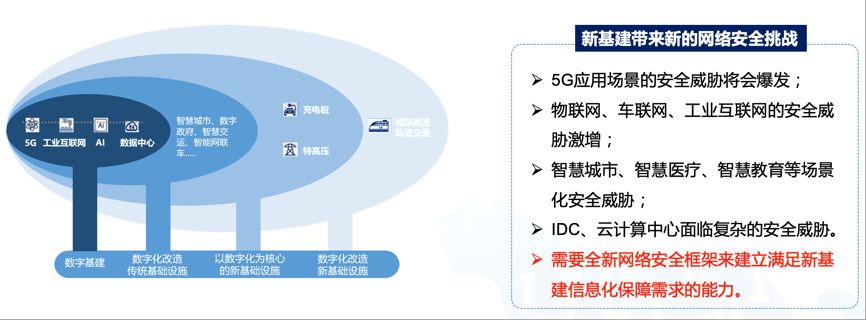 5G
工业互联网
AI
数据中心
智慧城市、数字
政府、智慧交
运、智能网联
车.....
充电桩
特高压
城际高速
轨道交通
数字基建
数字化改造
传统基础设施
以数字化为核心
的新基础设施
数字化改造
新基础设施
新基建带来新的网络安全挑战
➢ 5G应用场景的安全威胁将会爆发；
➢ 物联网、车联网、工业互联网的安全威
胁激增；
➢ 智慧城市、智慧医疗、智慧教育等场景
化安全威胁；
➢ IDC、云计算中心面临复杂的安全威胁。
➢ 需要全新网络安全框架来建立满足新基
建信息化保障需求的能力。